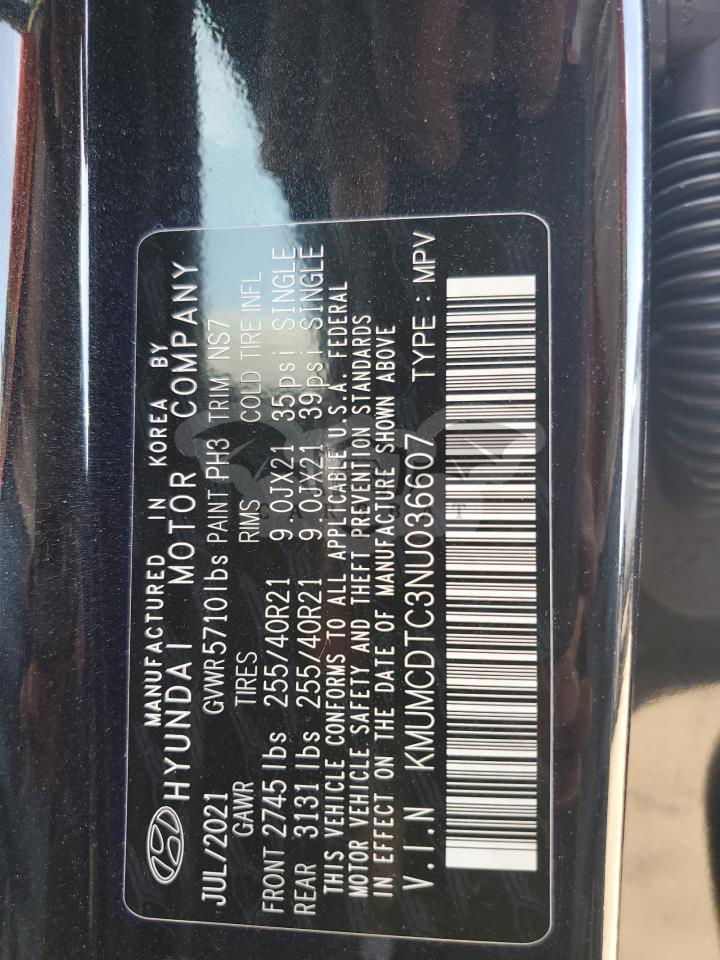 MANUFACTURED IN KOREA BY
HYUNDAI MOTOR COMPANY
JUL/2021 GVWR5710lbs PAINT PH3 TRIM NS7
GAWR TIRES RIMS COLD TIRE INFL
FRONT 2745 lbs 255/40R21 9.0JX21 35psi SINGLE
REAR 3131 lbs 255/40R21 9.0JX21 39psi SINGLE
THIS VEHICLE CONFORMS TO ALL APPLICABLE U.S.A. FEDERAL
MOTOR VEHICLE SAFETY AND THEFT PREVENTION STANDARDS
IN EFFECT ON THE DATE OF MANUFACTURE SHOWN ABOVE
V.I.N KMUMCDTC3NU036607 TYPE : MPV